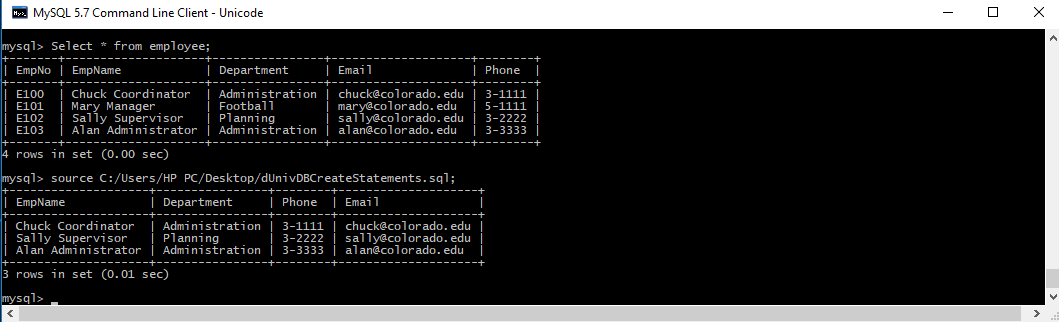 MySQL 5.7 Command Line Client - Unicode
mysql> Select * from employee;
+-------+---------------------+----------------+--------------------+--------+
| EmpNo | EmpName             | Department     | Email              | Phone  |
+-------+---------------------+----------------+--------------------+--------+
| E100  | Chuck Coordinator   | Administration | chuck@colorado.edu | 3-1111 |
| E101  | Mary Manager        | Football       | mary@colorado.edu  | 5-1111 |
| E102  | Sally Supervisor    | Planning       | sally@colorado.edu | 3-2222 |
| E103  | Alan Administrator  | Administration | alan@colorado.edu  | 3-3333 |
+-------+---------------------+----------------+--------------------+--------+
4 rows in set (0.00 sec)
mysql> source C:/Users/HP PC/Desktop/dUnivDBCreateStatements.sql;
+--------------------+----------------+--------+--------------------+
| EmpName            | Department     | Phone  | Email              |
+--------------------+----------------+--------+--------------------+
| Chuck Coordinator  | Administration | 3-1111 | chuck@colorado.edu |
| Sally Supervisor   | Planning       | 3-2222 | sally@colorado.edu |
| Alan Administrator | Administration | 3-3333 | alan@colorado.edu  |
+--------------------+----------------+--------+--------------------+
3 rows in set (0.01 sec)
mysql> _